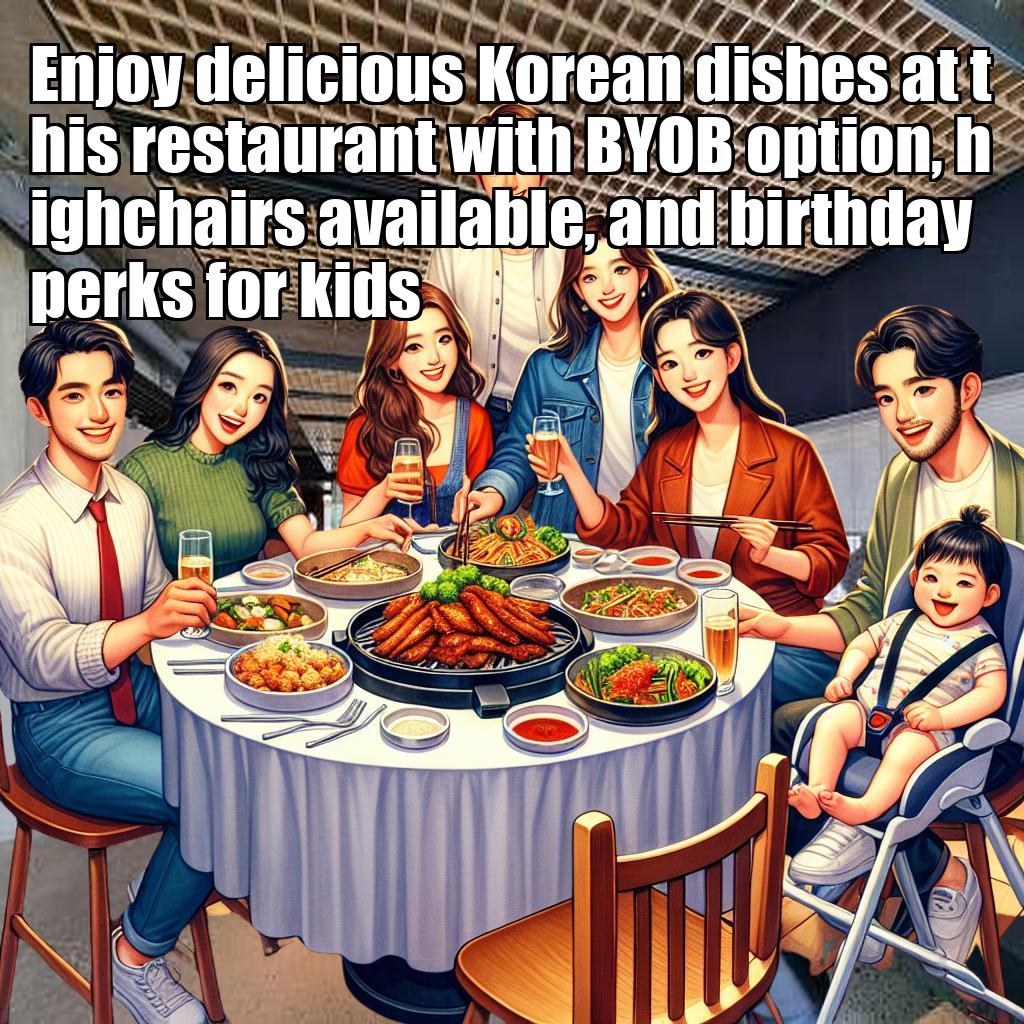 Enjoy delicious Korean dishes at t
his restaurant with BYOB option, h
ighchairs available, and birthday
perks for kids